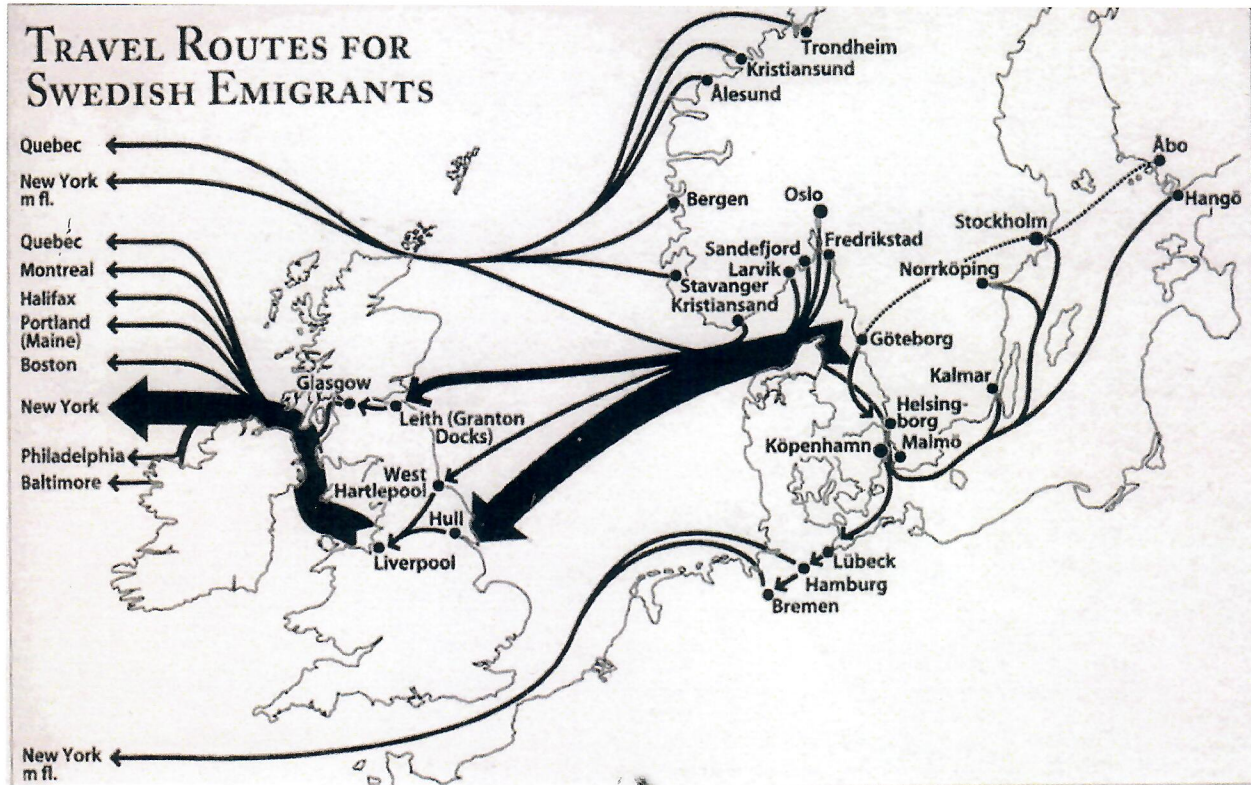 TRAVEL ROUTES FOR
SWEDISH EMIGRANTS
Quebec
New York
m fl.
Quebec
Montreal
Halifax
Portland
(Maine)
Boston
New York
Philadelphia
Baltimore
New York
m fl.
Trondheim
Kristiansund
Ålesund
Bergen
Oslo
Sandefjord
Fredrikstad
Larvik
Stavanger
Kristiansand
Åbo
Hangö
Stockholm
Norrköping
Göteborg
Kalmar
Helsing-
borg
Köpenhamn
Malmö
Glasgow
Leith (Granton
Docks)
West
Hartlepool
Hull
Liverpool
Lübeck
Hamburg
Bremen